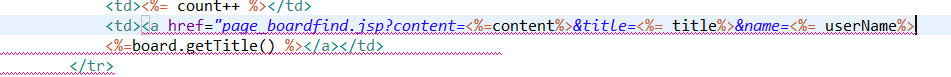 <td><%= count++ %></td>
<td><a href="page_boardfind.jsp?content=<%=content%>&title=<%= title%>&name=<%= userName%>
<%=board.getTitle() %></a></td>
</tr>